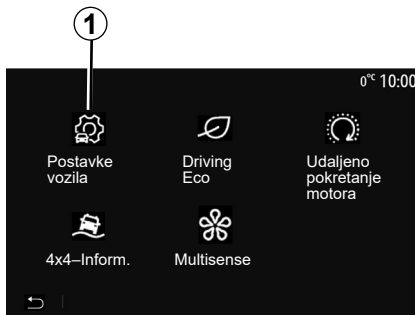 1
0°C 10:00
Postavke
vozila
Driving
Eco
Udaljeno
pokretanje
motora
4x4–Inform.
Multisense